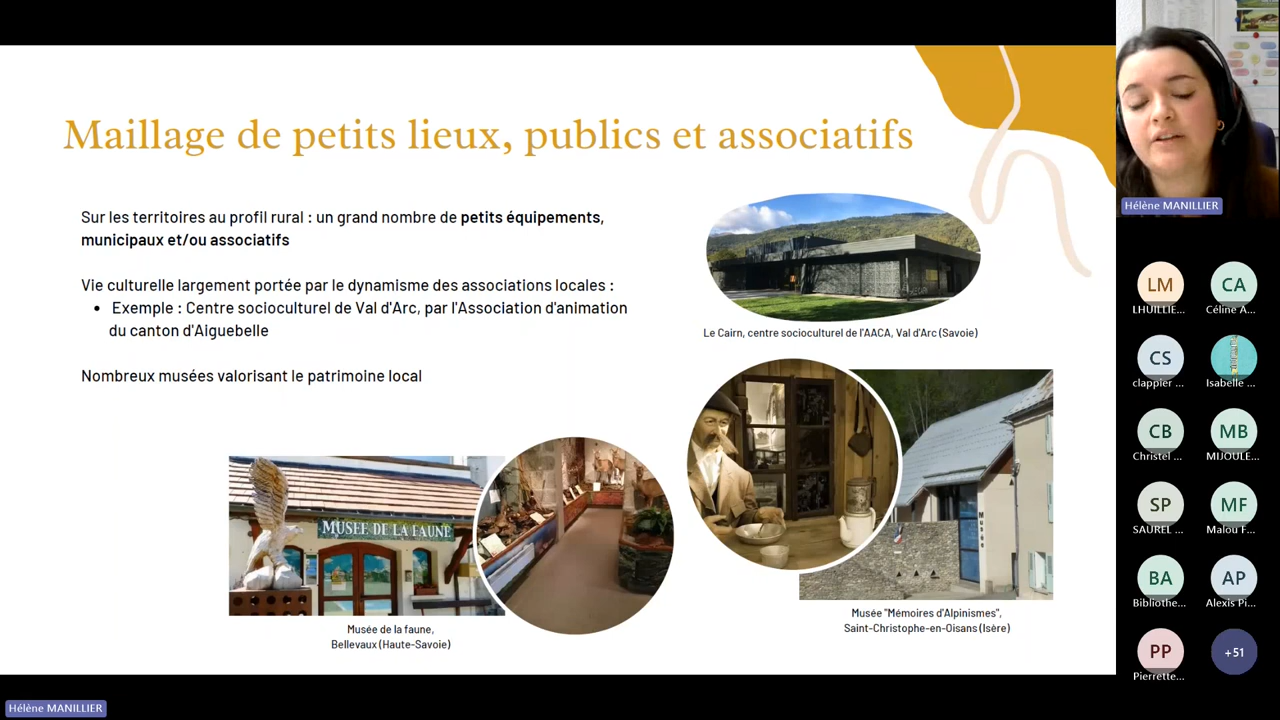 Maillage de petits lieux, publics et associatifs
Sur les territoires au profil rural : un grand nombre de petits équipements,
municipaux et/ou associatifs
Vie culturelle largement portée par le dynamisme des associations locales :
• Exemple : Centre socioculturel de Val d'Arc, par l'Association d'animation
du canton d'Aiguebelle
Nombreux musées valorisant le patrimoine local
Le Cairn, centre socioculturel de l'AACA, Val d'Arc (Savoie)
MUSEE DE LA FAUNE
Musée de la faune,
Bellevaux (Haute-Savoie)
Musée
Musée "Mémoires d'Alpinismes",
Saint-Christophe-en-Oisans (Isère)
Hélène MANILLIER
LM
LHUILLIE...
CA
Céline A...
CS
clappier ...
Isabelle ...
CB
Christel ...
MB
MIJOULE...
SP
SAUREL ...
MF
Malou F...
BA
Bibliothe...
AP
Alexis Pi...
PP
Pierrette...
+51
Hélène MANILLIER